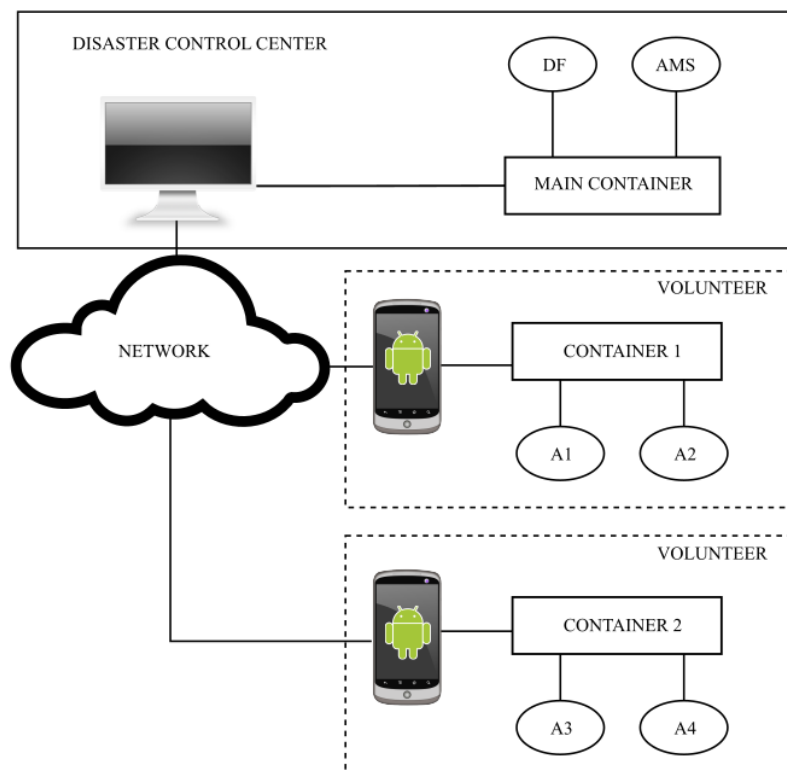 DISASTER CONTROL CENTER
DF
AMS
MAIN CONTAINER
VOLUNTEER
NETWORK
CONTAINER 1
A1
A2
VOLUNTEER
CONTAINER 2
A3
A4